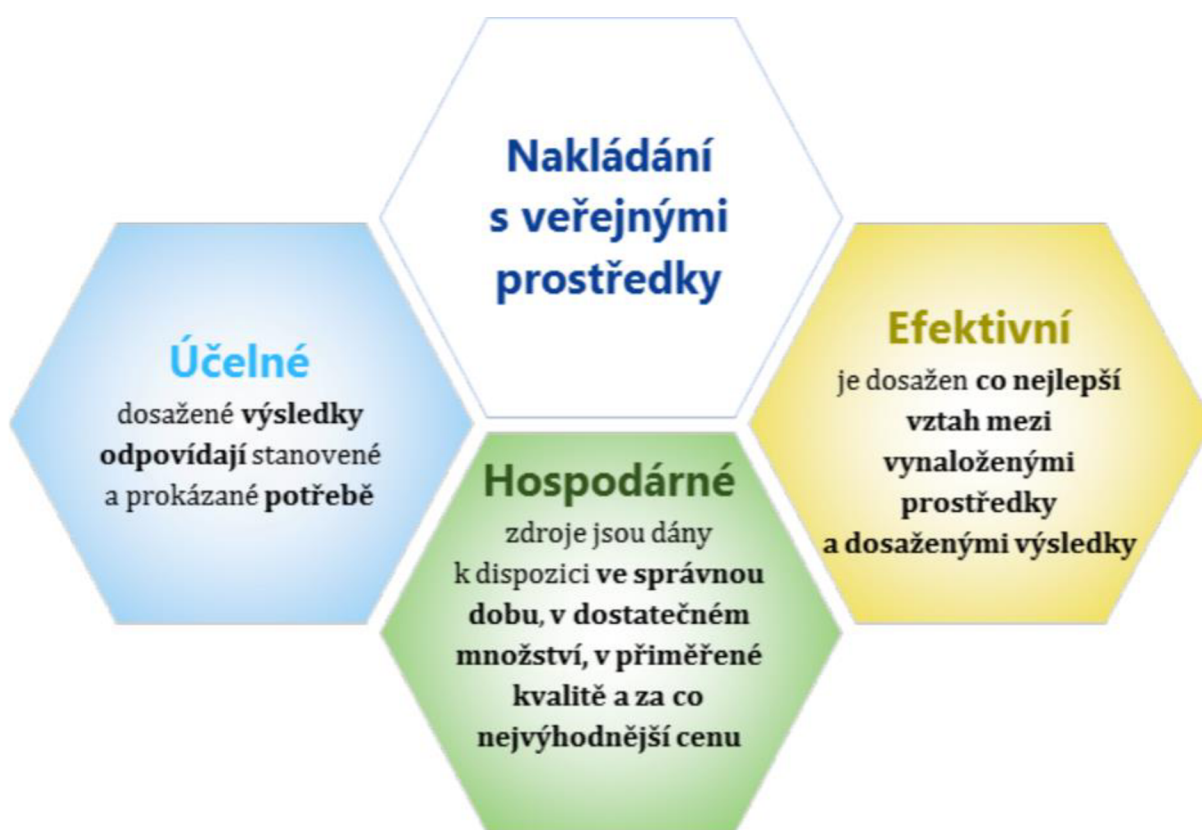 Nakládání
s veřejnými
prostředky
Účelné
dosažené výsledky
odpovídají stanovené
a prokázané potřebě
Hospodárné
zdroje jsou dány
k dispozici ve správnou
dobu, v dostatečném
množství, v přiměřené
kvalitě a za co
nejvýhodnější cenu
Efektivní
je dosažen co nejlepší
vztah mezi
vynaloženými
prostředky
a dosaženými výsledky